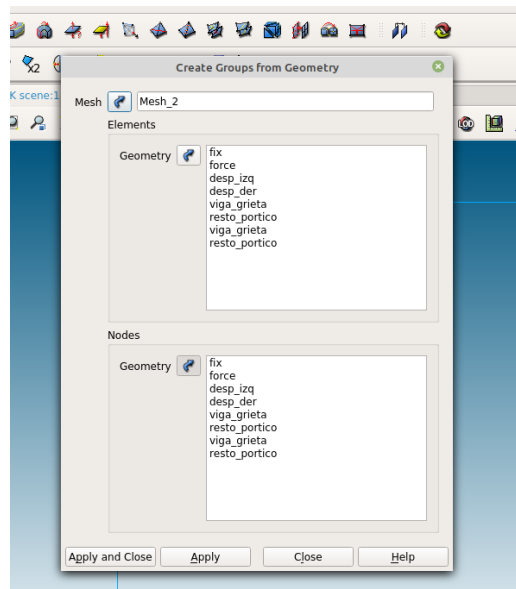 x2
Create Groups from Geometry
K scene:1
Mesh
Mesh_2
Elements
Geometry
fix
force
desp_izq
desp_der
viga_grieta
resto_portico
viga_grieta
resto_portico
Nodes
Geometry
fix
force
desp_izq
desp_der
viga_grieta
resto_portico
viga_grieta
resto_portico
Apply and Close
Apply
Close
Help